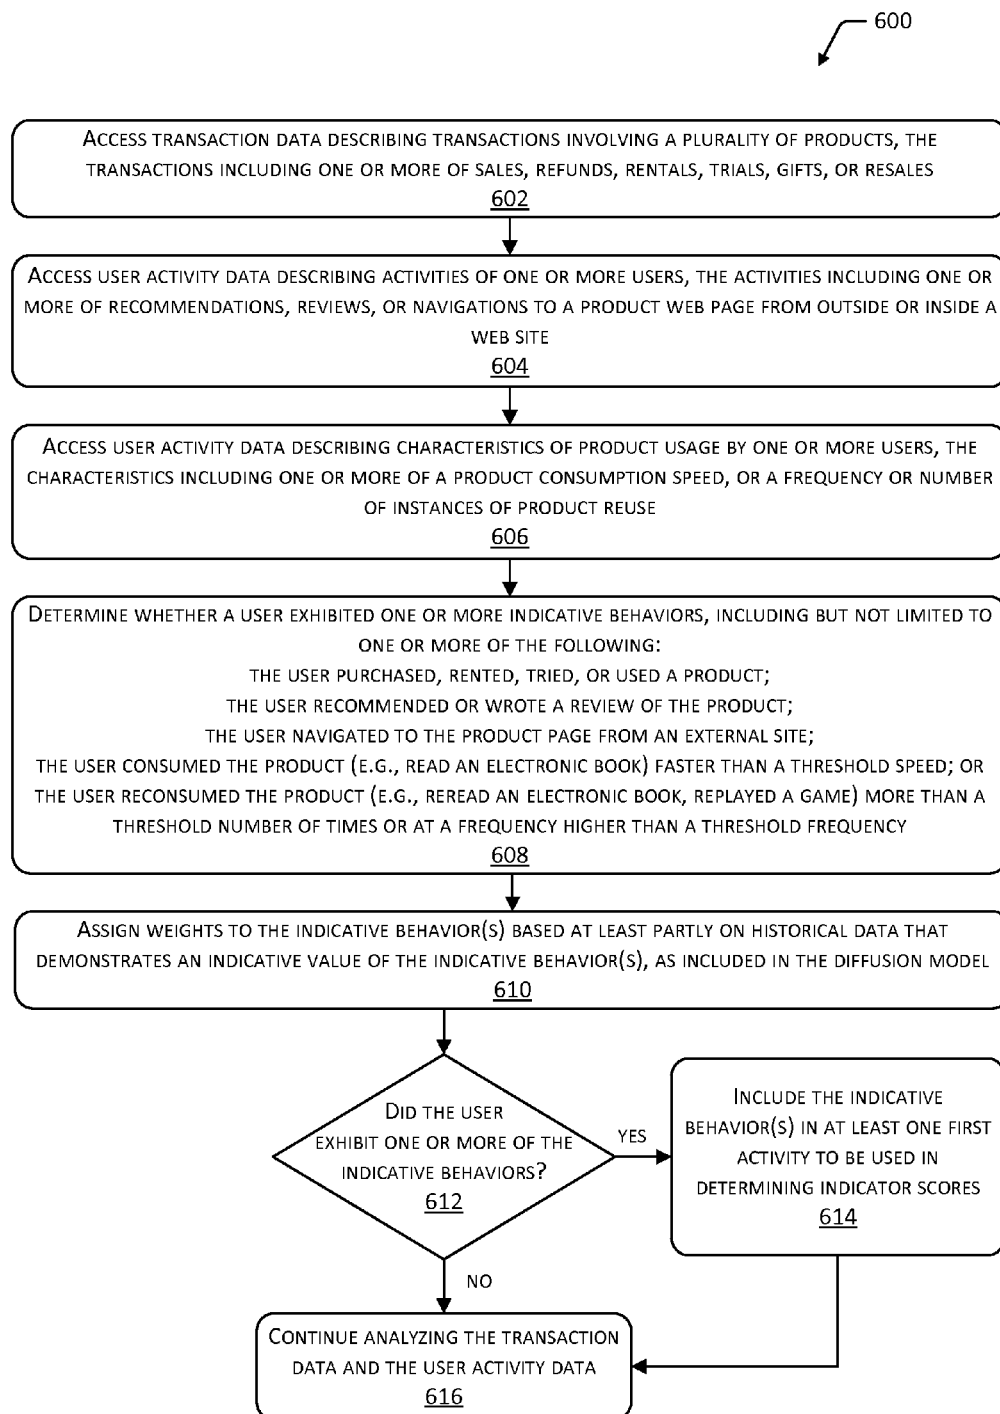 600
ACCESS TRANSACTION DATA DESCRIBING TRANSACTIONS INVOLVING A PLURALITY OF PRODUCTS, THE
TRANSACTIONS INCLUDING ONE OR MORE OF SALES, REFUNDS, RENTALS, TRIALS, GIFTS, OR RESALES
602
ACCESS USER ACTIVITY DATA DESCRIBING ACTIVITIES OF ONE OR MORE USERS, THE ACTIVITIES INCLUDING ONE OR
MORE OF RECOMMENDATIONS, REVIEWS, OR NAVIGATIONS TO A PRODUCT WEB PAGE FROM OUTSIDE OR INSIDE A
WEB SITE
604
ACCESS USER ACTIVITY DATA DESCRIBING CHARACTERISTICS OF PRODUCT USAGE BY ONE OR MORE USERS, THE
CHARACTERISTICS INCLUDING ONE OR MORE OF A PRODUCT CONSUMPTION SPEED, OR A FREQUENCY OR NUMBER
OF INSTANCES OF PRODUCT REUSE
606
DETERMINE WHETHER A USER EXHIBITED ONE OR MORE INDICATIVE BEHAVIORS, INCLUDING BUT NOT LIMITED TO
ONE OR MORE OF THE FOLLOWING:
THE USER PURCHASED, RENTED, TRIED, OR USED A PRODUCT;
THE USER RECOMMENDED OR WROTE A REVIEW OF THE PRODUCT;
THE USER NAVIGATED TO THE PRODUCT PAGE FROM AN EXTERNAL SITE;
THE USER CONSUMED THE PRODUCT (E.G., READ AN ELECTRONIC BOOK) FASTER THAN A THRESHOLD SPEED; OR
THE USER RECONSUMED THE PRODUCT (E.G., REREAD AN ELECTRONIC BOOK, REPLAYED A GAME) MORE THAN A
THRESHOLD NUMBER OF TIMES OR AT A FREQUENCY HIGHER THAN A THRESHOLD FREQUENCY
608
ASSIGN WEIGHTS TO THE INDICATIVE BEHAVIOR(S) BASED AT LEAST PARTLY ON HISTORICAL DATA THAT
DEMONSTRATES AN INDICATIVE VALUE OF THE INDICATIVE BEHAVIOR(S), AS INCLUDED IN THE DIFFUSION MODEL
610
DID THE USER
EXHIBIT ONE OR MORE OF THE
INDICATIVE BEHAVIORS?
612
YES
INCLUDE THE INDICATIVE
BEHAVIOR(S) IN AT LEAST ONE FIRST
ACTIVITY TO BE USED IN
DETERMINING INDICATOR SCORES
614
NO
CONTINUE ANALYZING THE TRANSACTION
DATA AND THE USER ACTIVITY DATA
616